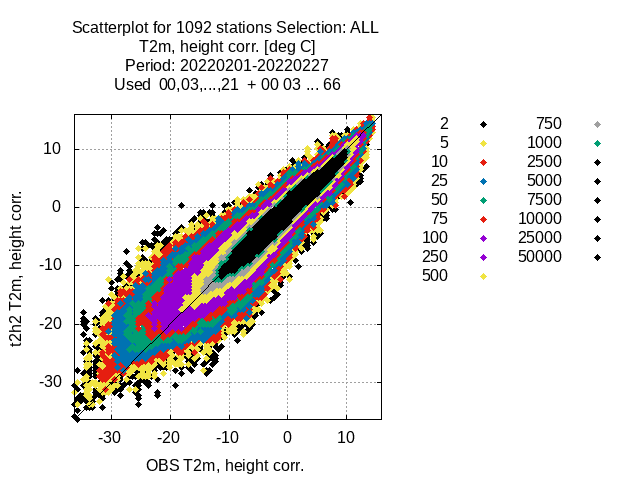 Scatterplot for 1092 stations Selection: ALL
T2m, height corr. [deg C]
Period: 20220201-20220227
Used  00,03,...,21  + 00 03 ... 66
t2h2 T2m, height corr.
10
0
-10
-20
-30
-30 -20 -10 0 10
OBS T2m, height corr.
2 750
5 1000
10 2500
25 5000
50 7500
75 10000
100 25000
250 50000
500